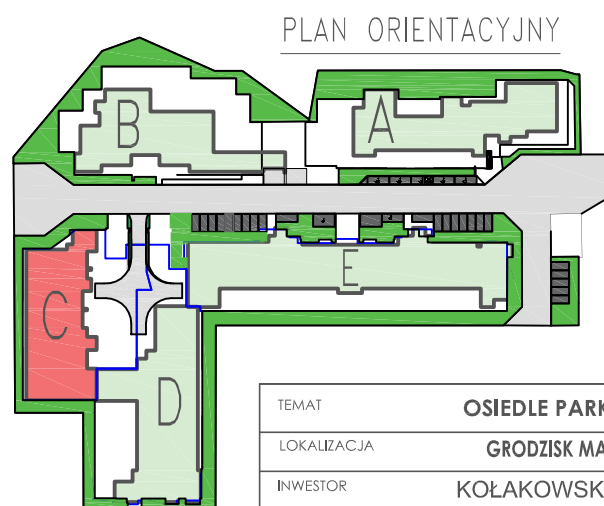 PLAN ORIENTACYJNY
B
A
E
C
D
TEMAT OSIEDLE PARK
LOKALIZACJA GRODZISK MA
INWESTOR KOŁAKOWSK